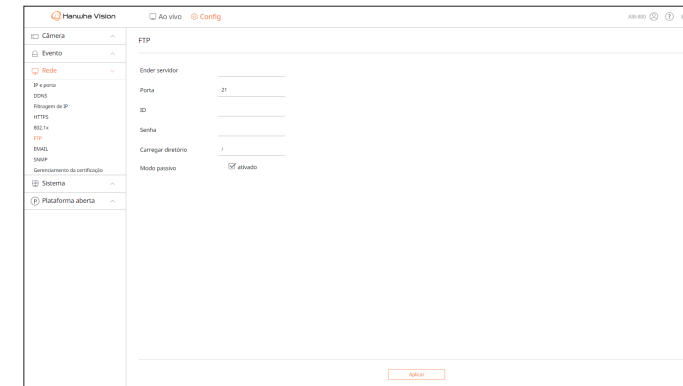 Hanwha Vision
Ao vivo
Config
Câmera
Evento
Rede
IP e porta
DDNS
Filtragem de IP
HTTPS
802.1x
FTP
EMAIL
SNMP
Gerenciamento da certificação
Sistema
Plataforma aberta
FTP
Ender servidor
Porta 21
ID
Senha
Carregar diretório /
Modo passivo ativado
Aplicar